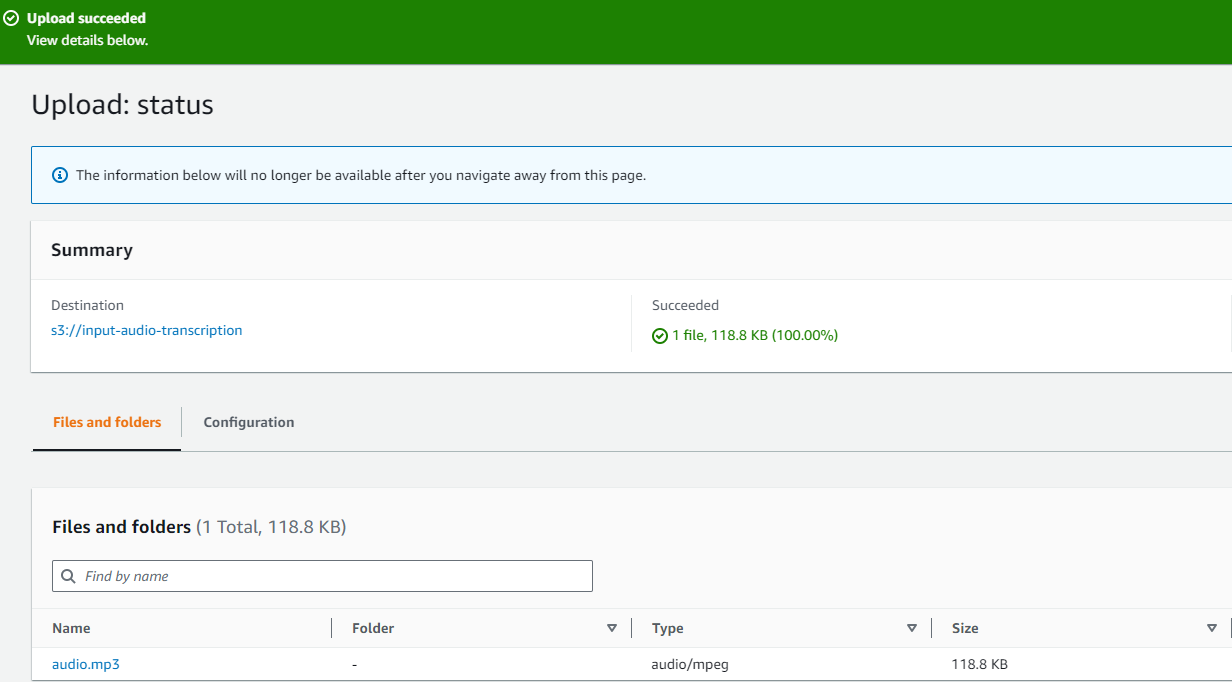 Upload succeeded
View details below.
Upload: status
The information below will no longer be available after you navigate away from this page.
Summary
Destination
s3://input-audio-transcription
Succeeded
1 file, 118.8 KB (100.00%)
Files and folders
Configuration
Files and folders (1 Total, 118.8 KB)
Find by name
Name Folder Type Size
audio.mp3 - audio/mpeg 118.8 KB